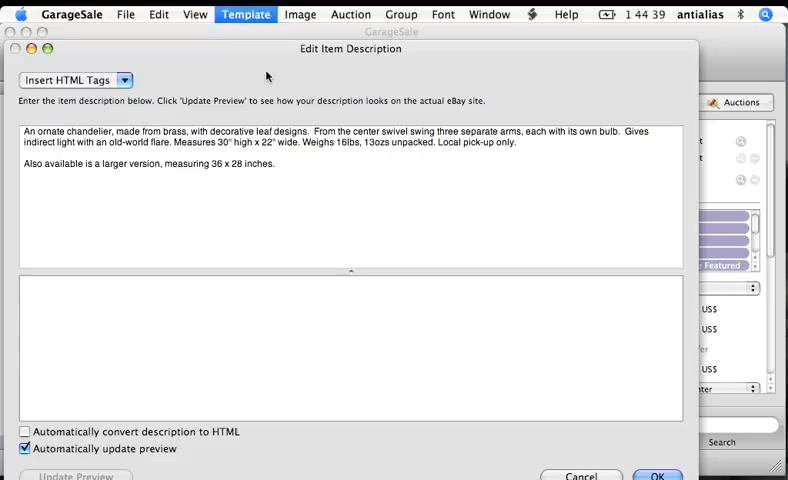 GarageSale File Edit View Template Image Auction Group Font Window Help 1 44 39 antialias
GarageSale
Edit Item Description
Insert HTML Tags
Enter the item description below. Click 'Update Preview' to see how your description looks on the actual eBay site.
Auctions
An ornate chandelier, made from brass, with decorative leaf designs. From the center swivel swing three separate arms, each with its own bulb. Gives
indirect light with an old-world flare. Measures 30" high x 22" wide. Weighs 16lbs, 13ozs unpacked. Local pick-up only.
Also available is a larger version, measuring 36 x 28 inches.
Featured
US$
US$
US$
Automatically convert description to HTML
Automatically update preview
Search
Update Preview
Cancel
OK